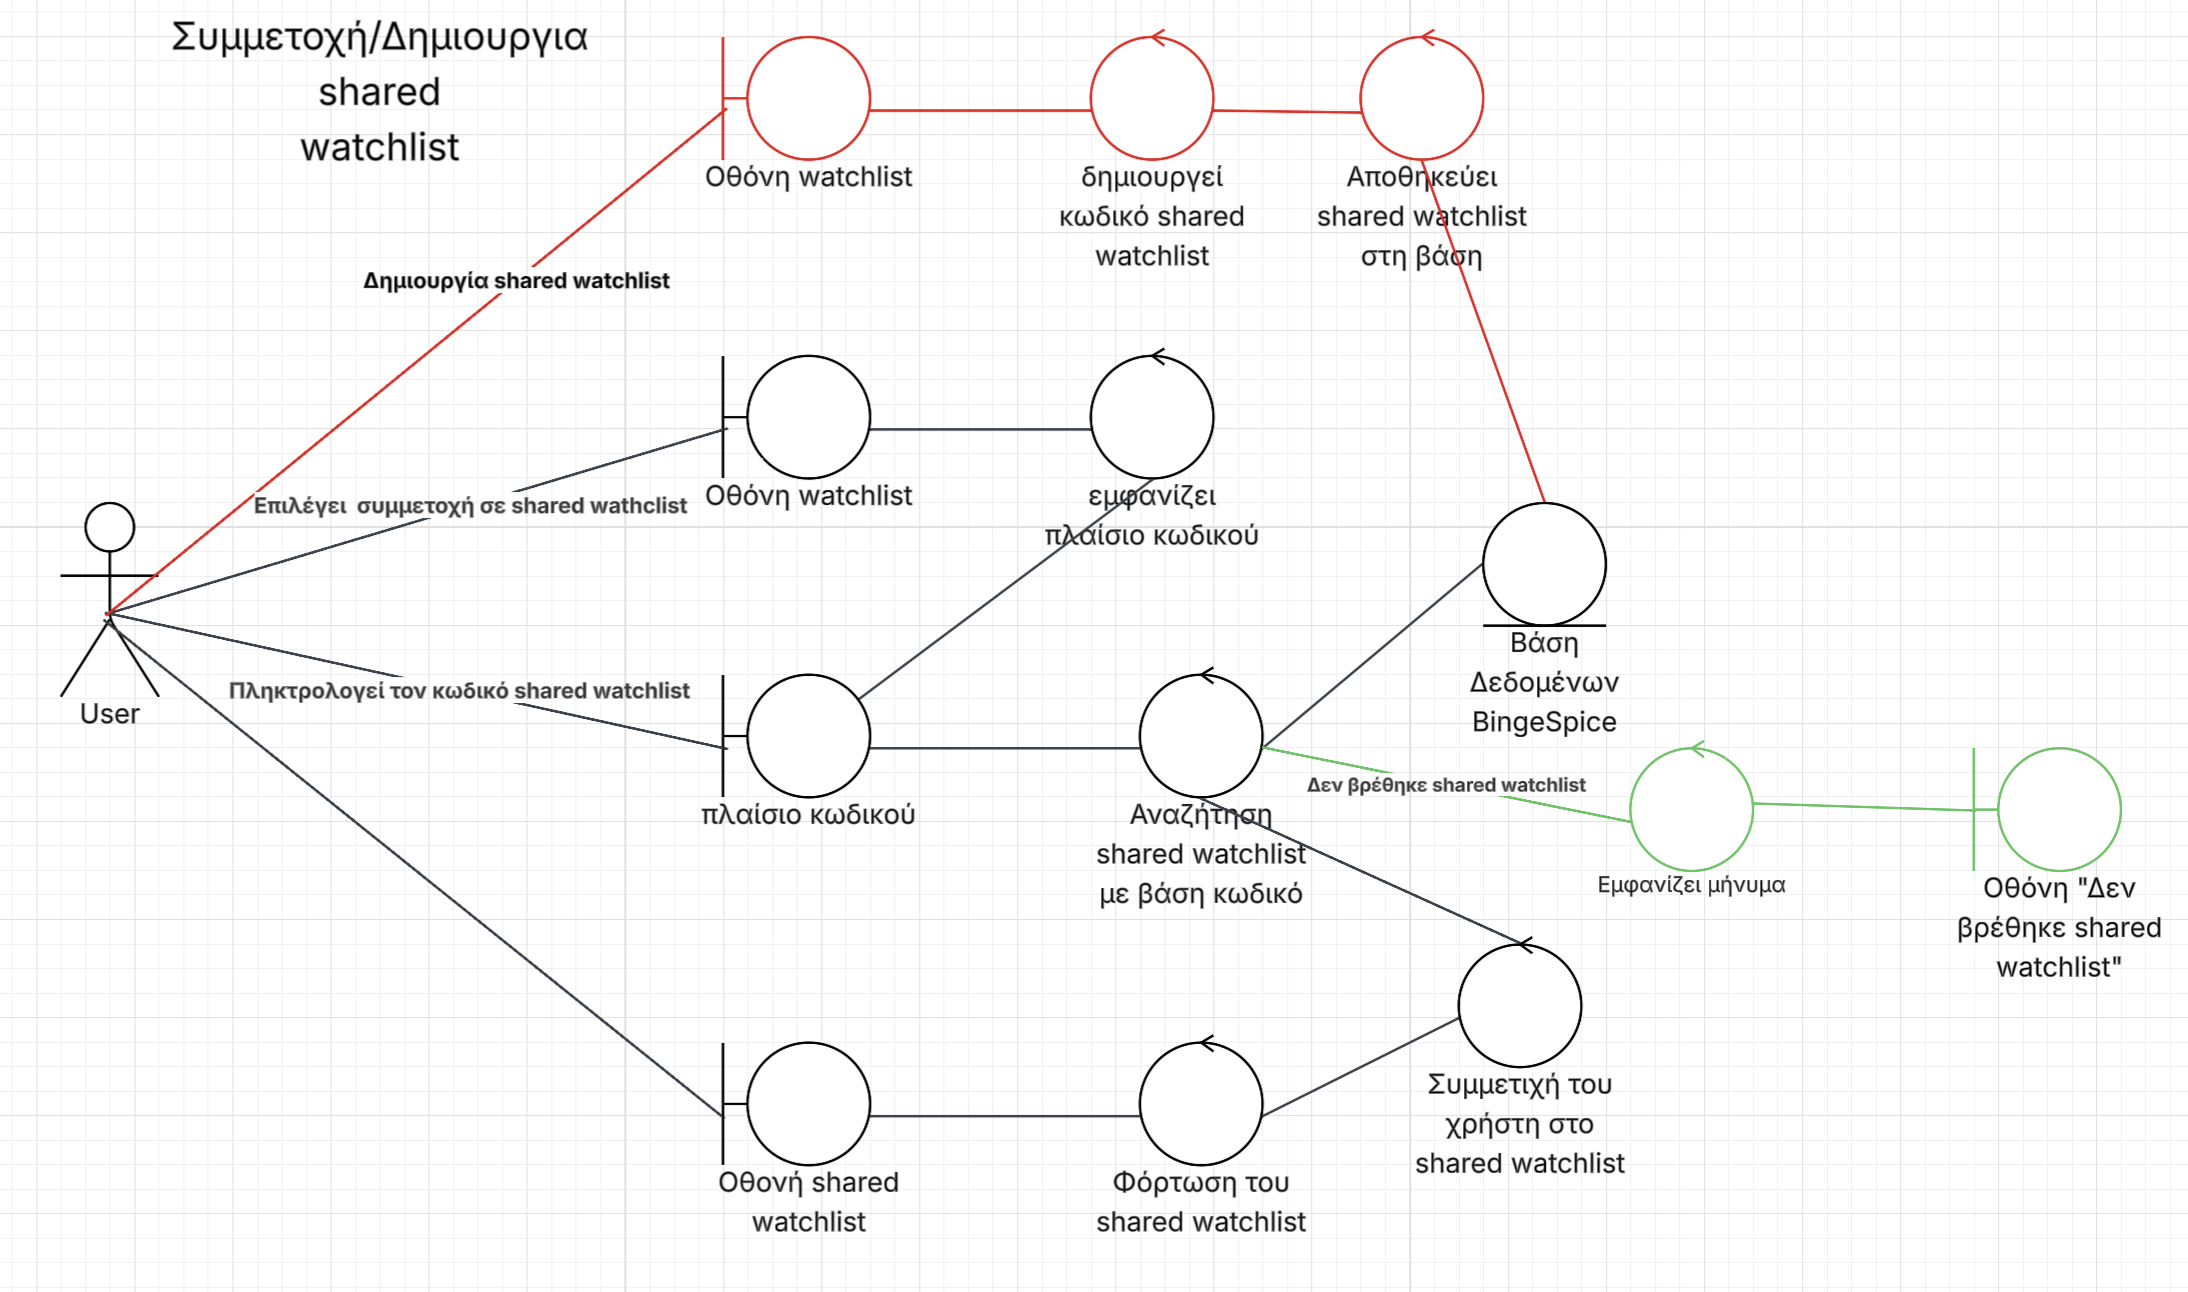 Συμμετοχή/Δημιουργια
shared
watchlist
Οθόνη watchlist
δημιουργεί
κωδικό shared
watchlist
Αποθηκεύει
shared watchlist
στη βάση
Δημιουργία shared watchlist
Επιλέγει  συμμετοχή σε shared wathclist
Οθόνη watchlist
εμφανίζει
πλαίσιο κωδικού
User
Πληκτρολογεί τον κωδικό shared watchlist
Βάση
Δεδομένων
BingeSpice
πλαίσιο κωδικού
Αναζήτηση
shared watchlist
με βάση κωδικό
Δεν βρέθηκε shared watchlist
Εμφανίζει μήνυμα
Οθόνη "Δεν
βρέθηκε shared
watchlist"
Συμμετιχή του
χρήστη στο
shared watchlist
Οθονή shared
watchlist
Φόρτωση του
shared watchlist